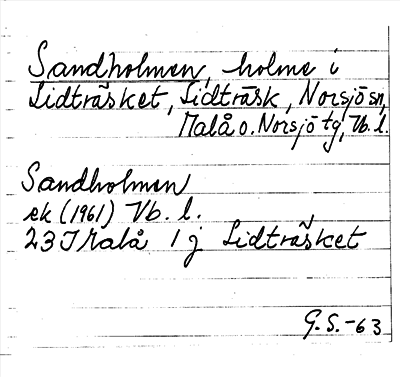 Sandholmen, holme i
Lidträsket, Lidträsk, Norsjö sn,
Malå o. Norsjö tg, Vb. l.
Sandholmen
ek (1961) Vb. l.
23 I Malå 1 j Lidträsket
G. S. -63